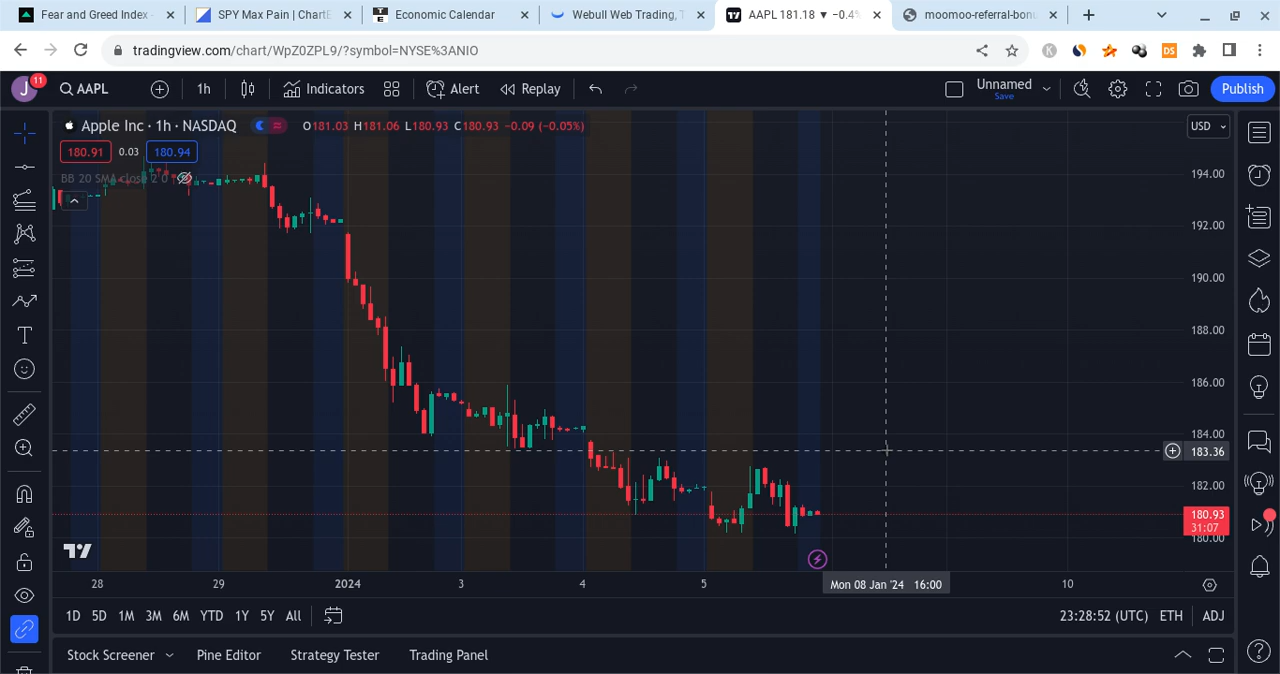 Fear and Greed Index -
SPY Max Pain | ChartE
Economic Calendar
Webull Web Trading, T
AAPL 181.18 ▼ −0.4%
moomoo-referral-bonu
tradingview.com/chart/WpZ0ZPL9/?symbol=NYSE%3ANIO
J 11 AAPL 1h Indicators Alert Replay Unnamed Save Publish
Apple Inc · 1h · NASDAQ O181.03 H181.06 L180.93 C180.93 −0.09 (−0.05%) USD
180.91 0.03 180.94
BB 20 SMA close 2 0
194.00
192.00
190.00
188.00
186.00
184.00
183.36
182.00
180.93
31:07
180.00
28 29 2024 3 4 5 Mon 08 Jan '24 16:00 10
1D 5D 1M 3M 6M YTD 1Y 5Y All 23:28:52 (UTC) ETH ADJ
Stock Screener Pine Editor Strategy Tester Trading Panel